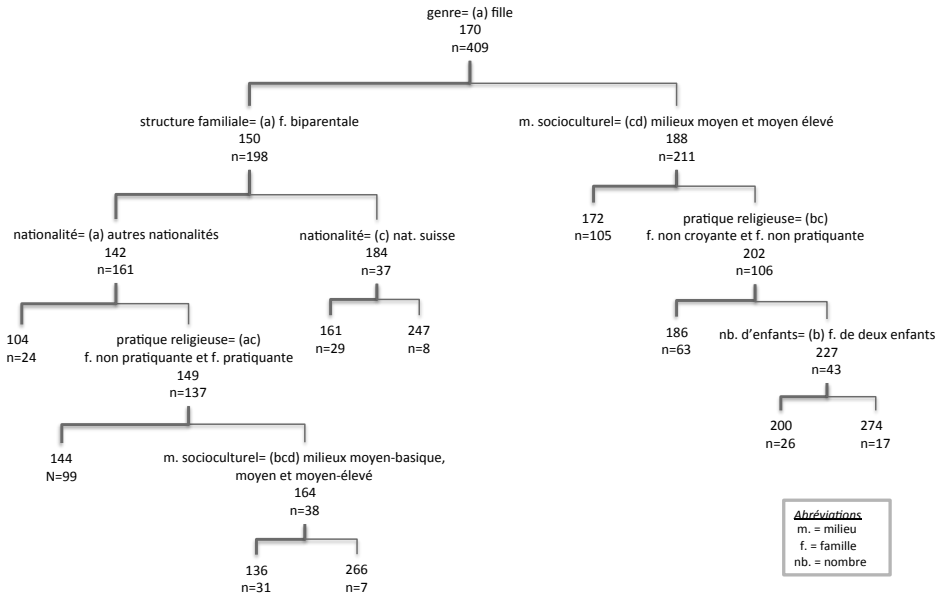 genre= (a) fille
170
n=409
structure familiale= (a) f. biparentale
150
n=198
m. socioculturel= (cd) milieux moyen et moyen élevé
188
n=211
nationalité= (a) autres nationalités
142
n=161
nationalité= (c) nat. suisse
184
n=37
172
n=105
pratique religieuse= (bc)
f. non croyante et f. non pratiquante
202
n=106
104
n=24
pratique religieuse= (ac)
f. non pratiquante et f. pratiquante
149
n=137
161
n=29
247
n=8
186
n=63
nb. d'enfants= (b) f. de deux enfants
227
n=43
144
N=99
m. socioculturel= (bcd) milieux moyen-basique,
moyen et moyen-élevé
164
n=38
200
n=26
274
n=17
136
n=31
266
n=7
Abréviations
m. = milieu
f. = famille
nb. = nombre